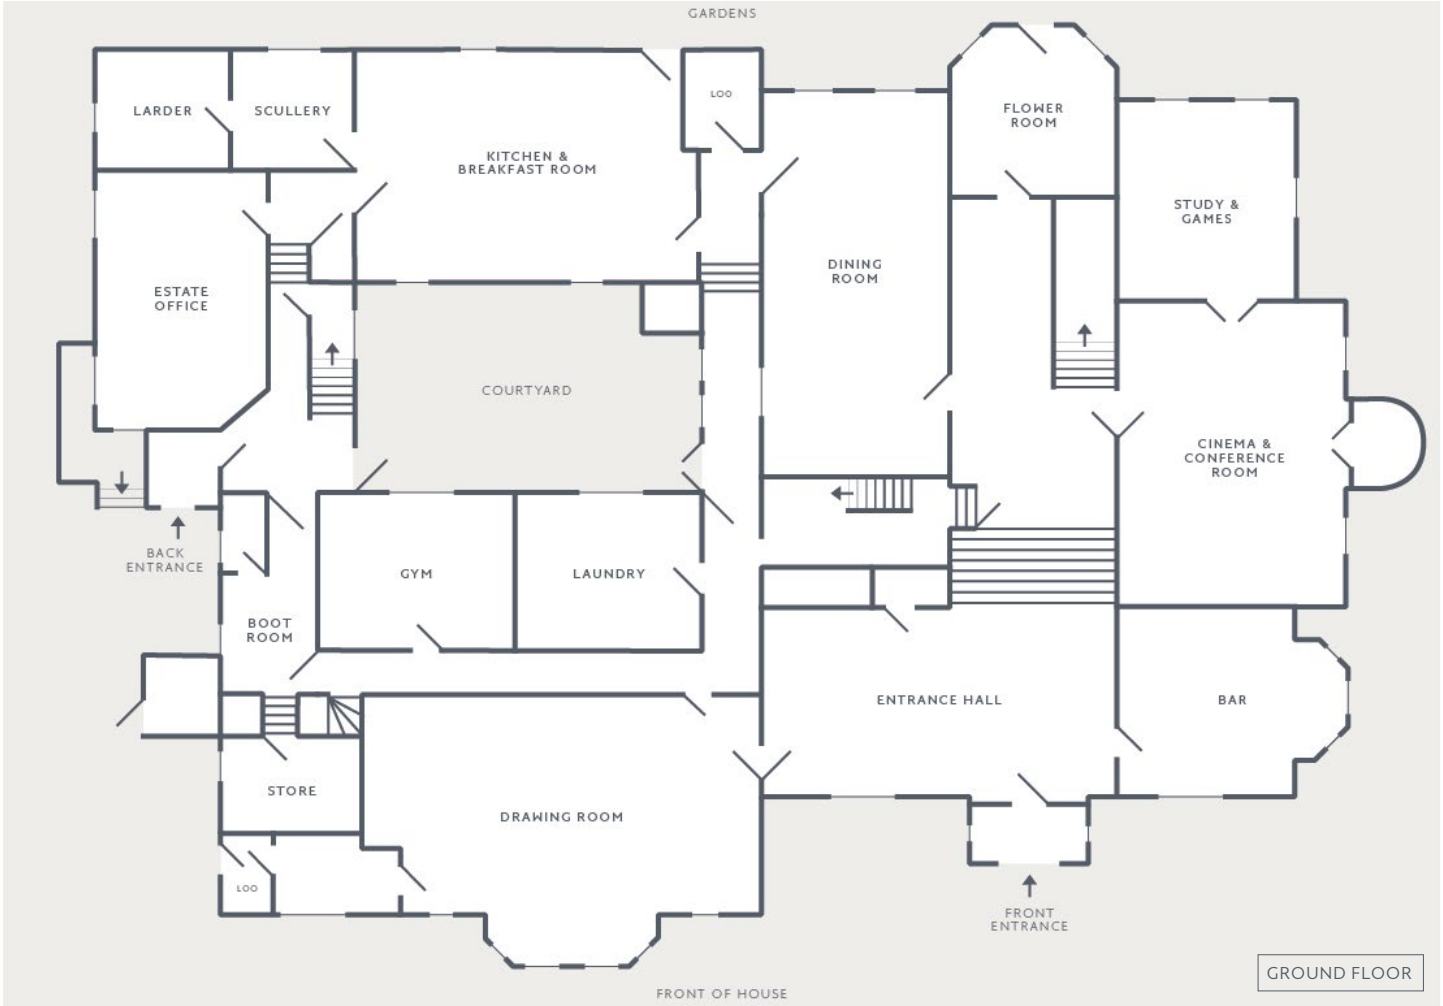 GARDENS
LARDER
SCULLERY
LOO
FLOWER
ROOM
KITCHEN &
BREAKFAST ROOM
STUDY &
GAMES
DINING
ROOM
ESTATE
OFFICE
COURTYARD
CINEMA &
CONFERENCE
ROOM
BACK
ENTRANCE
GYM
LAUNDRY
BOOT
ROOM
ENTRANCE HALL
BAR
STORE
DRAWING ROOM
LOO
FRONT
ENTRANCE
GROUND FLOOR
FRONT OF HOUSE